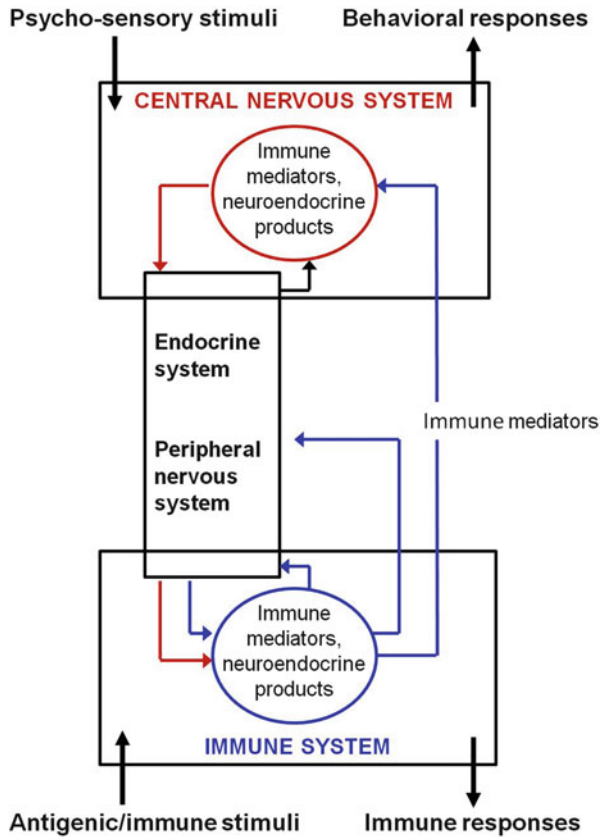 Psycho-sensory stimuli
Behavioral responses
CENTRAL NERVOUS SYSTEM
Immune
mediators,
neuroendocrine
products
Endocrine
system
Peripheral
nervous
system
Immune mediators
Immune
mediators,
neuroendocrine
products
IMMUNE SYSTEM
Antigenic/immune stimuli
Immune responses